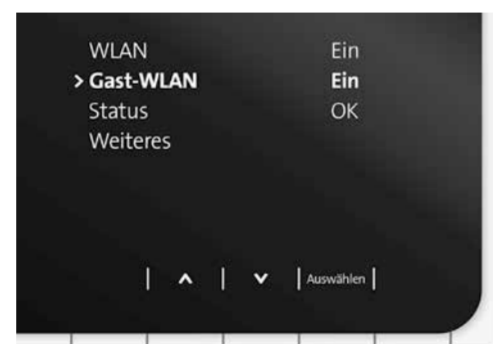 WLAN Ein
> Gast-WLAN Ein
Status OK
Weiteres
Auswählen